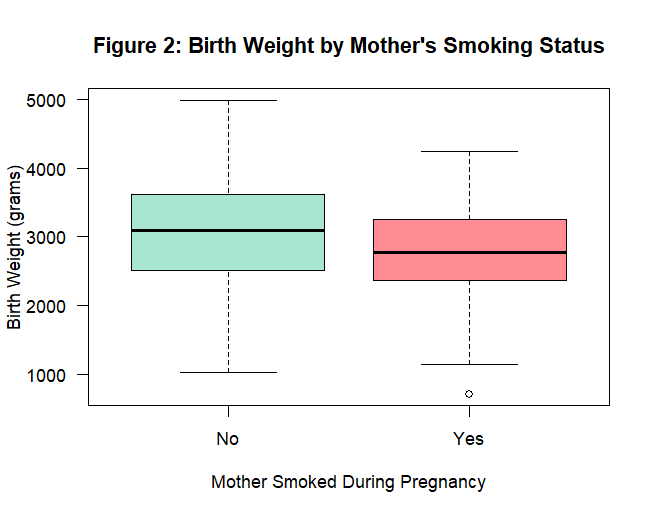 Figure 2: Birth Weight by Mother's Smoking Status
Birth Weight (grams)
5000
4000
3000
2000
1000
No Yes
Mother Smoked During Pregnancy